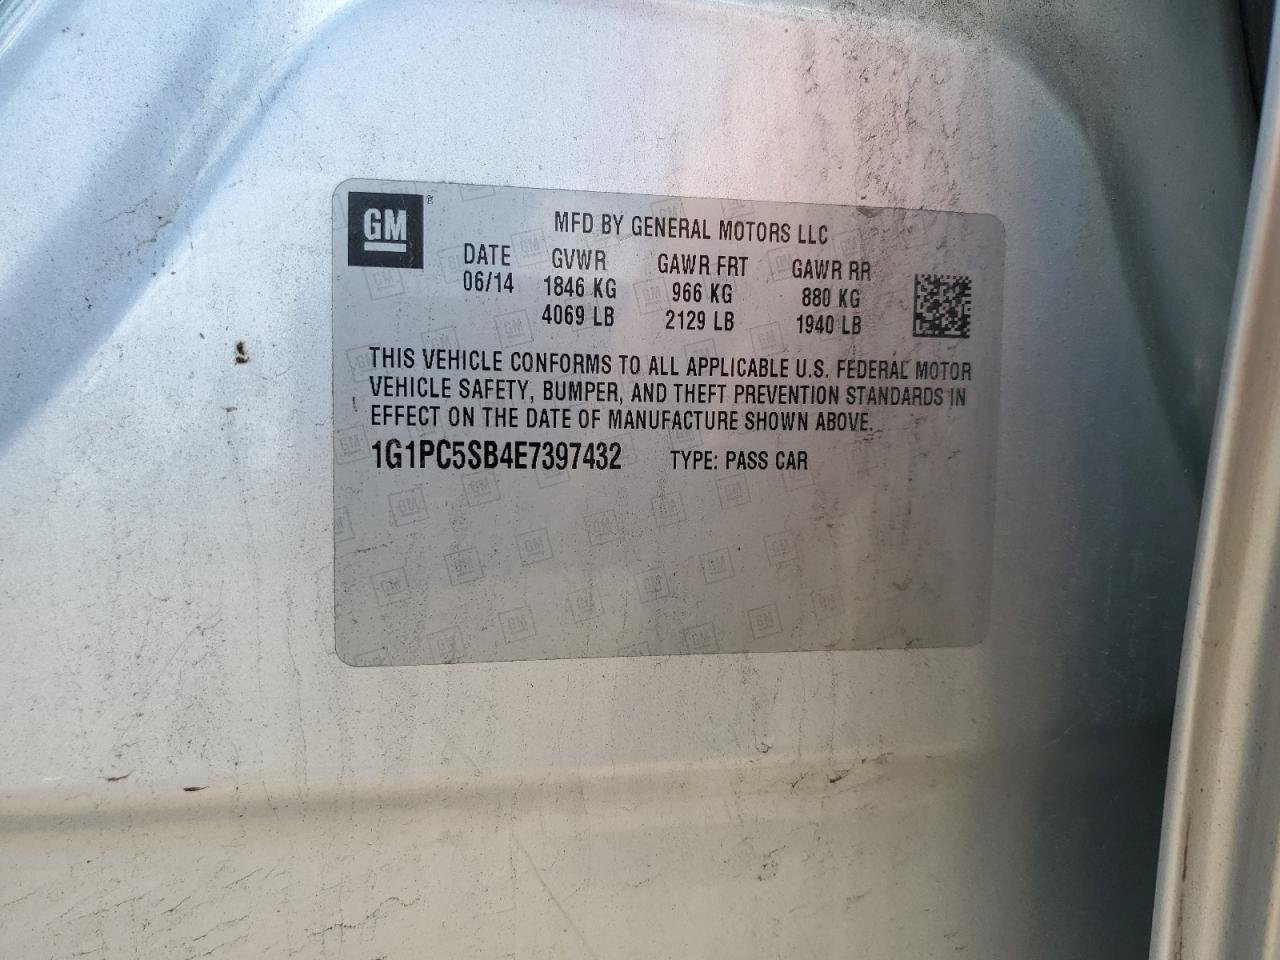 GM
MFD BY GENERAL MOTORS LLC
DATE GVWR GAWR FRT GAWR RR
06/14 1846 KG 966 KG 880 KG
4069 LB 2129 LB 1940 LB
THIS VEHICLE CONFORMS TO ALL APPLICABLE U.S. FEDERAL MOTOR
VEHICLE SAFETY, BUMPER, AND THEFT PREVENTION STANDARDS IN
EFFECT ON THE DATE OF MANUFACTURE SHOWN ABOVE.
1G1PC5SB4E7397432 TYPE: PASS CAR